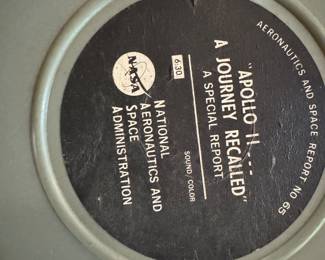 AERONAUTICS AND SPACE REPORT NO 65
"APOLLO 11...
A JOURNEY RECALLED"
A SPECIAL REPORT
SOUND/COLOR
6:30
NASA
NATIONAL
AERONAUTICS AND
SPACE
ADMINISTRATION